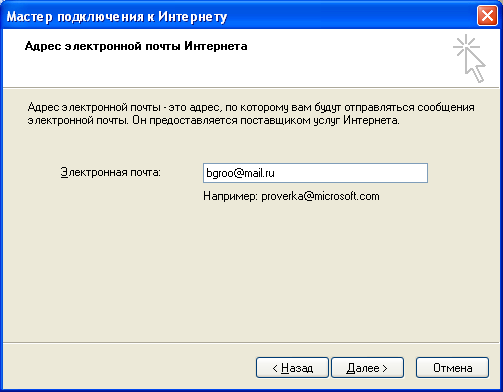 Мастер подключения к Интернету
Адрес электронной почты Интернета
Адрес электронной почты - это адрес, по которому вам будут отправляться сообщения
электронной почты. Он предоставляется поставщиком услуг Интернета.
Электронная почта: bgroo@mail.ru
Например: proverka@microsoft.com
< Назад Далее > Отмена